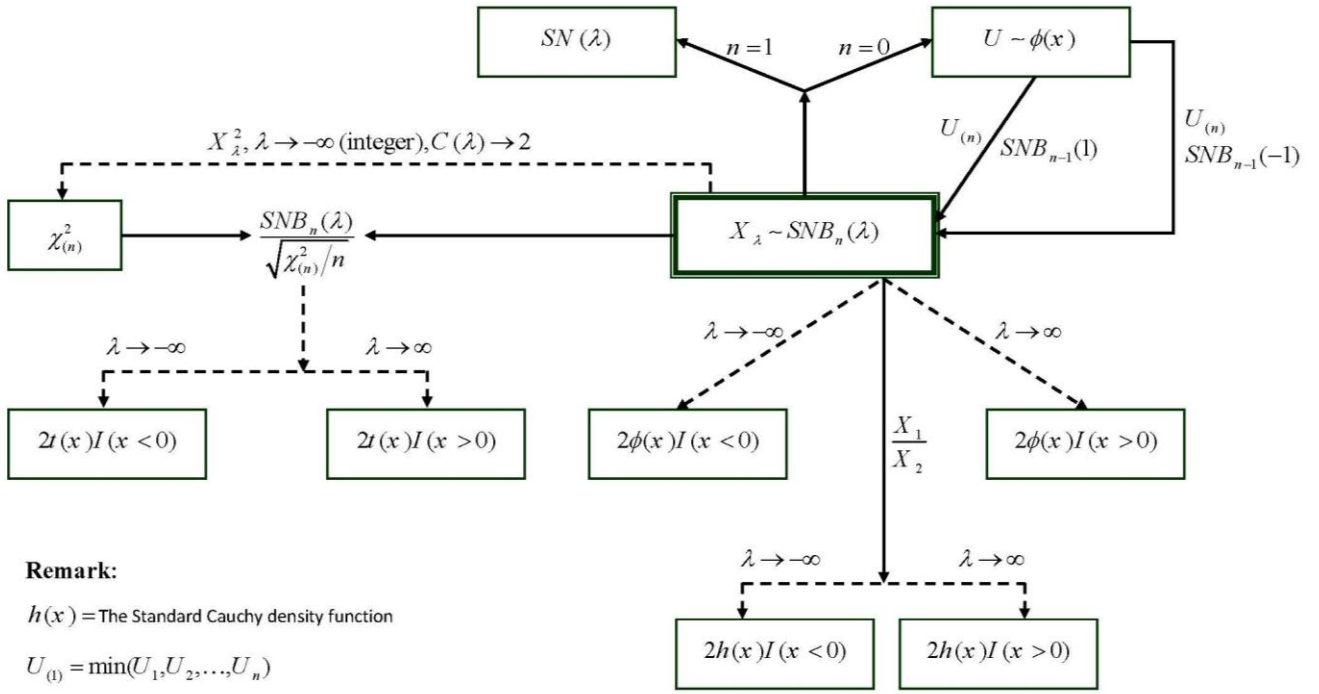 SN (λ)
n = 1
n = 0
U ~ ϕ(x)
X²_λ, λ → −∞ (integer), C(λ) → 2
U_(n)
SNB_{n−1}(1)
U_(n)
SNB_{n−1}(−1)
χ²_(n)
SNB_n(λ)
√χ²_(n)/n
X_λ ~ SNB_n(λ)
λ → −∞
λ → ∞
λ → −∞
λ → ∞
2t(x)I(x < 0)
2t(x)I(x > 0)
2ϕ(x)I(x < 0)
X_1
X_2
2ϕ(x)I(x > 0)
λ → −∞
λ → ∞
2h(x)I(x < 0)
2h(x)I(x > 0)
Remark:
h(x) = The Standard Cauchy density function
U_(1) = min(U_1,U_2,…,U_n)